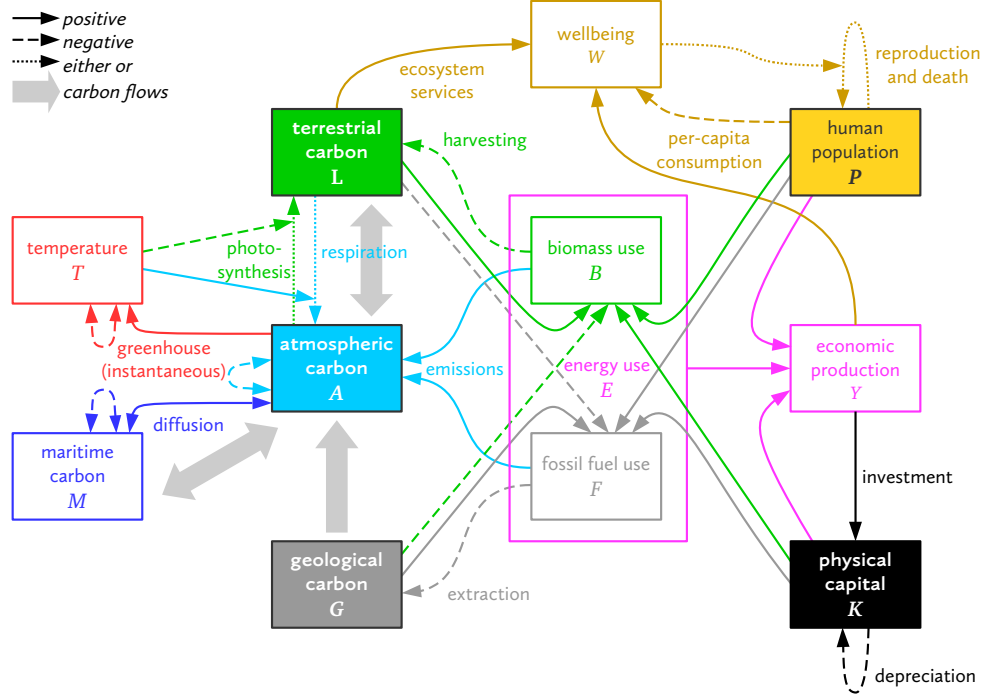 positive
negative
either or
carbon flows
wellbeing
W
reproduction
and death
ecosystem
services
terrestrial
carbon
L
harvesting
per-capita
consumption
human
population
P
temperature
T
photo-
synthesis
respiration
biomass use
B
greenhouse
(instantaneous)
atmospheric
carbon
A
emissions
energy use
E
economic
production
Y
diffusion
maritime
carbon
M
fossil fuel use
F
investment
geological
carbon
G
extraction
physical
capital
K
depreciation